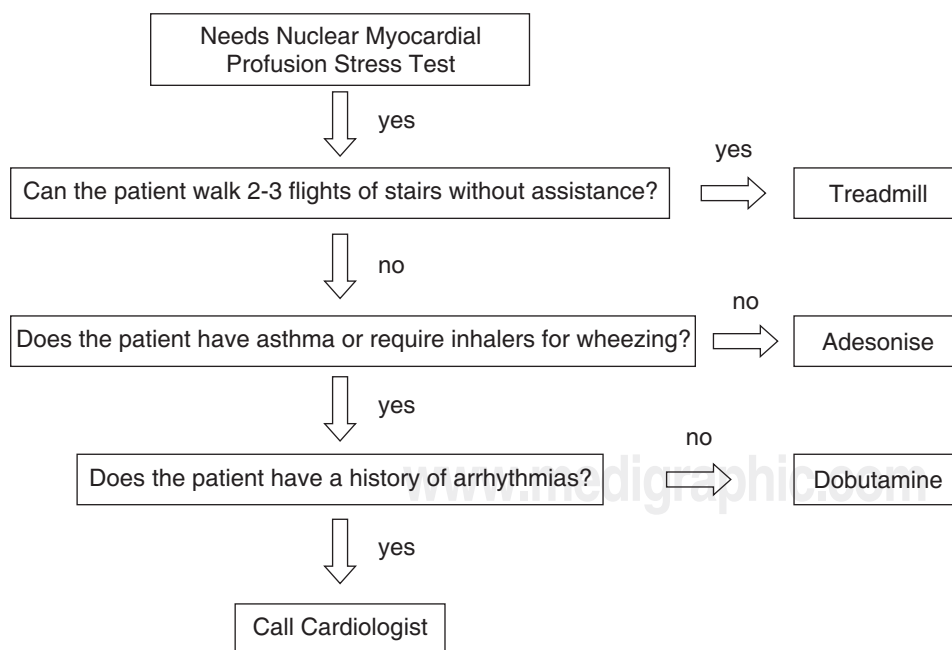 Needs Nuclear Myocardial
Profusion Stress Test
yes
yes
Can the patient walk 2-3 flights of stairs without assistance?
Treadmill
no
no
Does the patient have asthma or require inhalers for wheezing?
Adesonise
yes
no
Does the patient have a history of arrhythmias?
Dobutamine
www.medigraphic.com
yes
Call Cardiologist